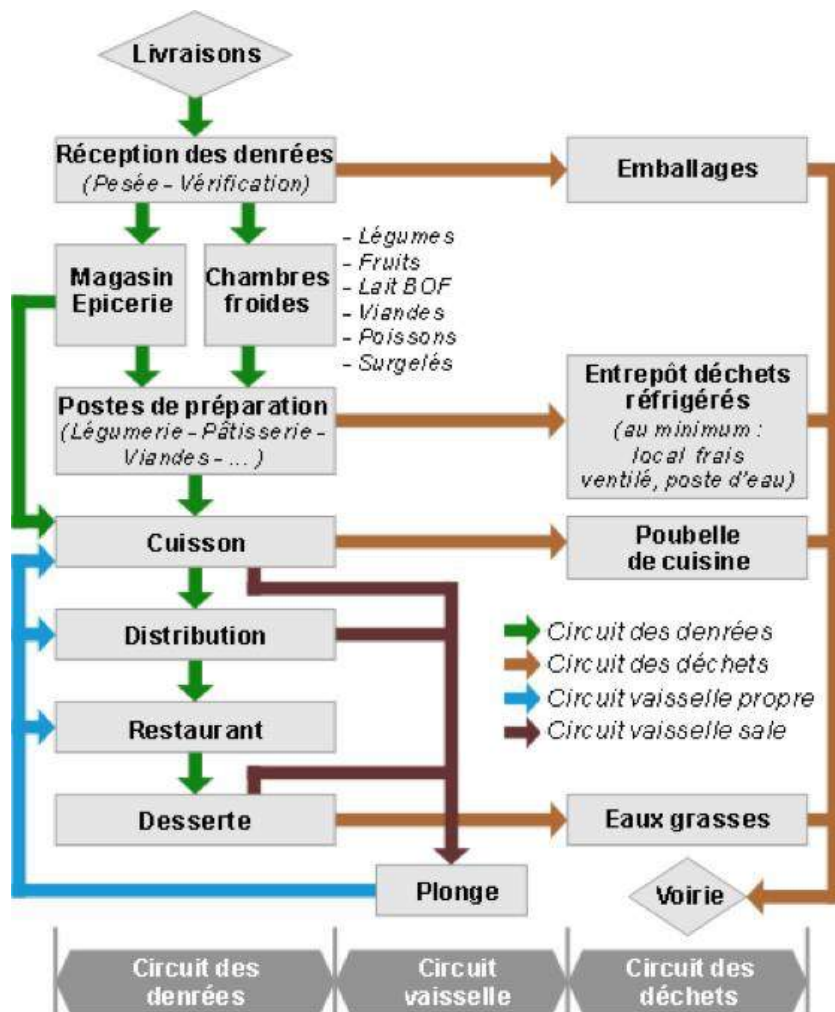 Livraisons
Réception des denrées
(Pesée - Vérification)
Emballages
Magasin
Epicerie
Chambres
froides
- Légumes
- Fruits
- Lait BOF
- Viandes
- Poissons
- Surgelés
Postes de préparation
(Légumerie - Pâtisserie -
Viandes - ... )
Entrepôt déchets
réfrigérés
(au minimum :
local frais
ventilé, poste d'eau)
Cuisson
Poubelle
de cuisine
Distribution
Circuit des denrées
Circuit des déchets
Circuit vaisselle propre
Circuit vaisselle sale
Restaurant
Desserte
Eaux grasses
Plonge
Voirie
Circuit des
denrées
Circuit
vaisselle
Circuit des
déchets